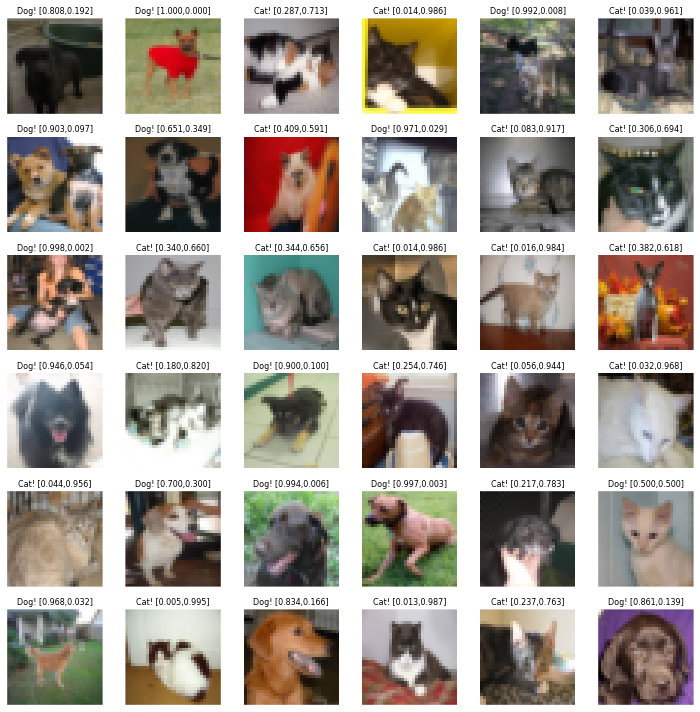 Dog! [0.808,0.192] Dog! [1.000,0.000] Cat! [0.287,0.713] Cat! [0.014,0.986] Dog! [0.992,0.008] Cat! [0.039,0.961]
Dog! [0.903,0.097] Dog! [0.651,0.349] Cat! [0.409,0.591] Dog! [0.971,0.029] Cat! [0.083,0.917] Cat! [0.306,0.694]
Dog! [0.998,0.002] Cat! [0.340,0.660] Cat! [0.344,0.656] Cat! [0.014,0.986] Cat! [0.016,0.984] Cat! [0.382,0.618]
Dog! [0.946,0.054] Cat! [0.180,0.820] Dog! [0.900,0.100] Cat! [0.254,0.746] Cat! [0.056,0.944] Cat! [0.032,0.968]
Cat! [0.044,0.956] Dog! [0.700,0.300] Dog! [0.994,0.006] Dog! [0.997,0.003] Cat! [0.217,0.783] Dog! [0.500,0.500]
Dog! [0.968,0.032] Cat! [0.005,0.995] Dog! [0.834,0.166] Cat! [0.013,0.987] Cat! [0.237,0.763] Dog! [0.861,0.139]